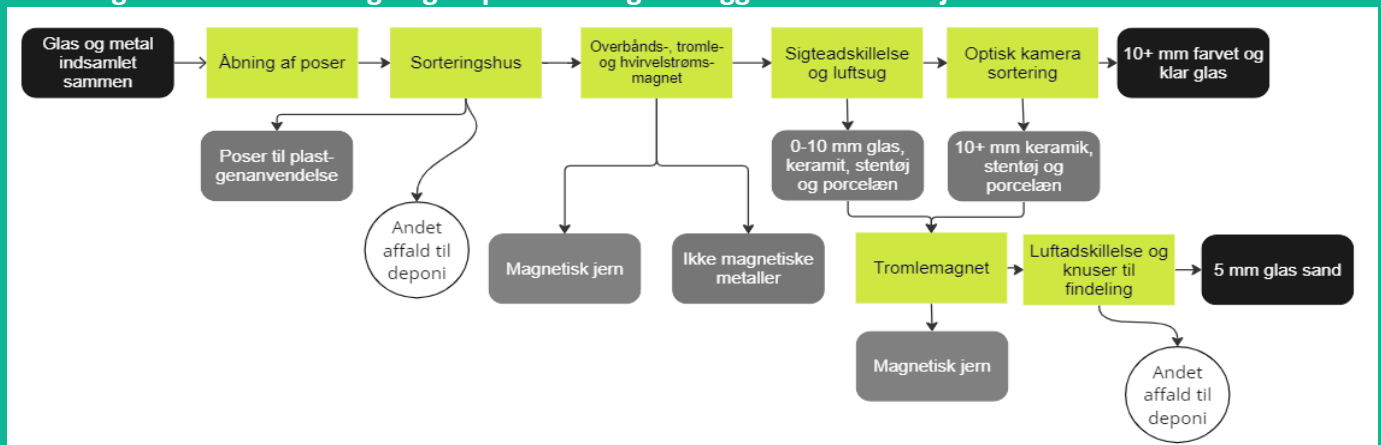 Glas og metal
indsamlet
sammen
Åbning af poser
Sorteringshus
Overbånds-, tromle-
og hvirvelstrøms-
magnet
Sigteadskillelse
og luftsug
Optisk kamera
sortering
10+ mm farvet og
klar glas
Poser til plast-
genanvendelse
Andet
affald til
deponi
Magnetisk jern
Ikke magnetiske
metaller
0-10 mm glas,
keramit, stentøj
og porcelæn
10+ mm keramik,
stentøj og
porcelæn
Tromlemagnet
Luftadskillelse og
knuser til
findeling
5 mm glas sand
Magnetisk jern
Andet
affald til
deponi